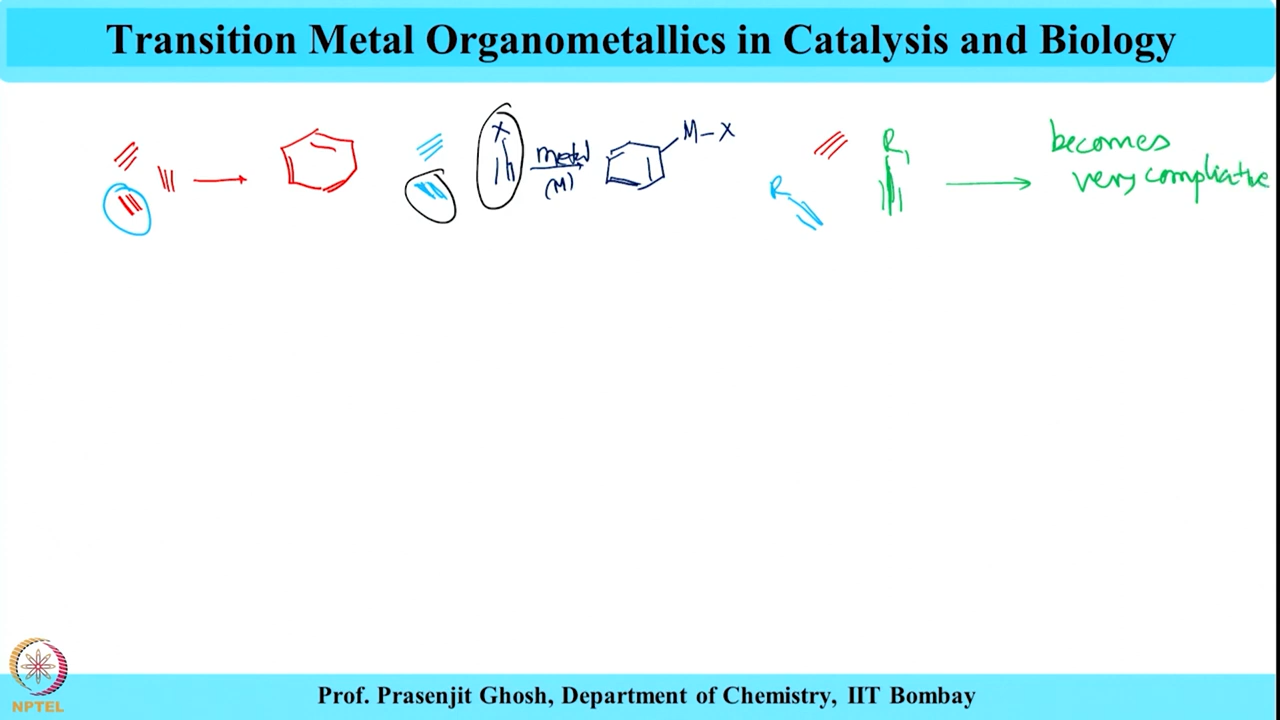 Transition Metal Organometallics in Catalysis and Biology
X metal M-X
(M)
R R1
becomes
very complicative
Prof. Prasenjit Ghosh, Department of Chemistry, IIT Bombay
NPTEL